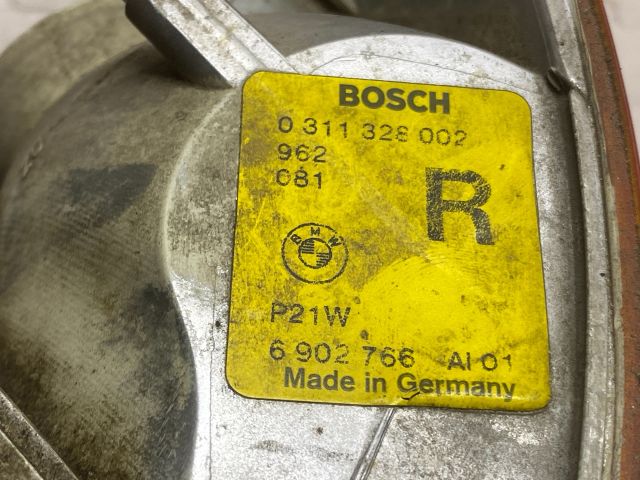 BOSCH
0 311 328 002
962
081
R
BMW
P21W
6 902 766 AI 01
Made in Germany